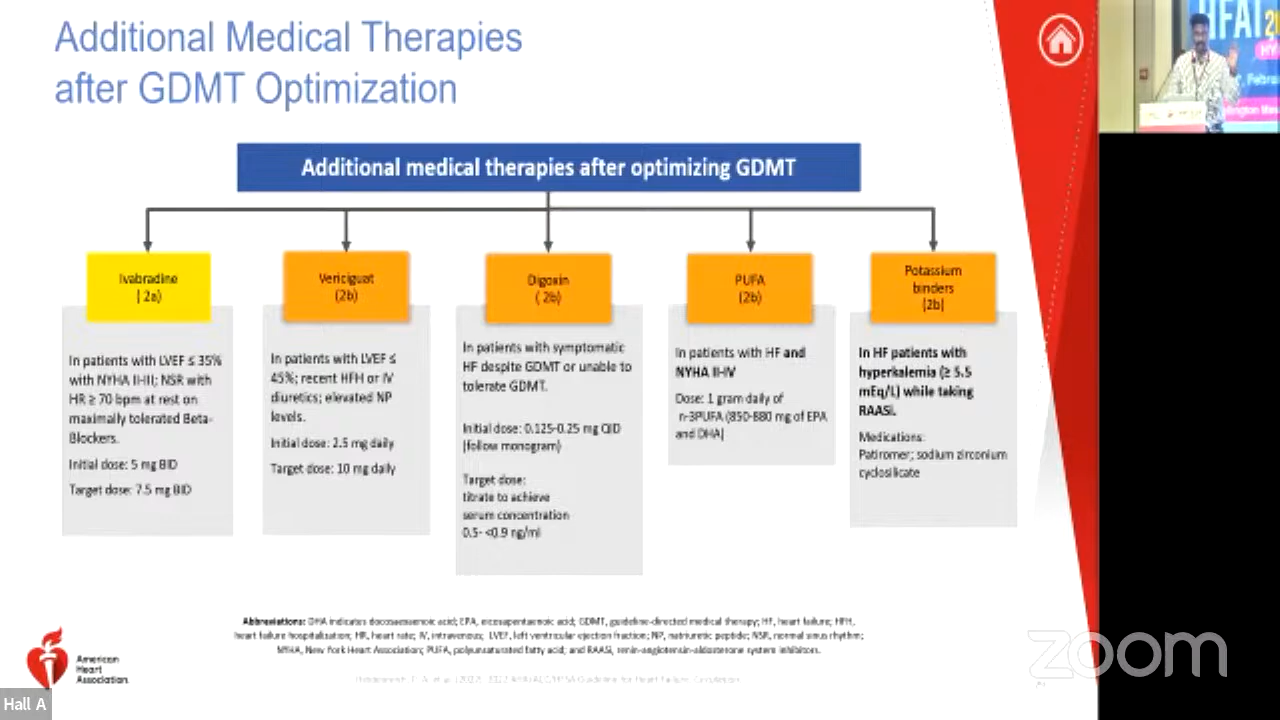 Additional Medical Therapies
after GDMT Optimization
Additional medical therapies after optimizing GDMT
Ivabradine
( 2a)
In patients with LVEF ≤ 35%
with NYHA II-III; NSR with
HR ≥ 70 bpm at rest on
maximally tolerated Beta-
Blockers.
Initial dose: 5 mg BID
Target dose: 7.5 mg BID
Vericiguat
(2b)
In patients with LVEF ≤
45%; recent HFH or IV
diuretics; elevated NP
levels.
Initial dose: 2.5 mg daily
Target dose: 10 mg daily
Digoxin
( 2b)
In patients with symptomatic
HF despite GDMT or unable to
tolerate GDMT.
Initial dose: 0.125-0.25 mg QID
(follow monogram)
Target dose:
titrate to achieve
serum concentration
0.5- <0.9 ng/ml
PUFA
(2b)
In patients with HF and
NYHA II-IV
Dose: 1 gram daily of
n-3PUFA (850-880 mg of EPA
and DHA)
Potassium
binders
(2b)
In HF patients with
hyperkalemia (≥ 5.5
mEq/L) while taking
RAASi.
Medications:
Patiromer; sodium zirconium
cyclosilicate
Abbreviations: DHA indicates docosaexaenoic acid; EPA, eicosapentaenoic acid; GDMT, guideline-directed medical therapy; HF, heart failure; HFH,
heart failure hospitalization; HR, heart rate; IV, intravenous; LVEF, left ventricular ejection fraction; NP, natriuretic peptide; NSR, normal sinus rhythm;
NYHA, New York Heart Association; PUFA, polyunsaturated fatty acid; and RAASi, renin-angiotensin-aldosterone system inhibitors.
American
Heart
Association.
Hall A
zoom